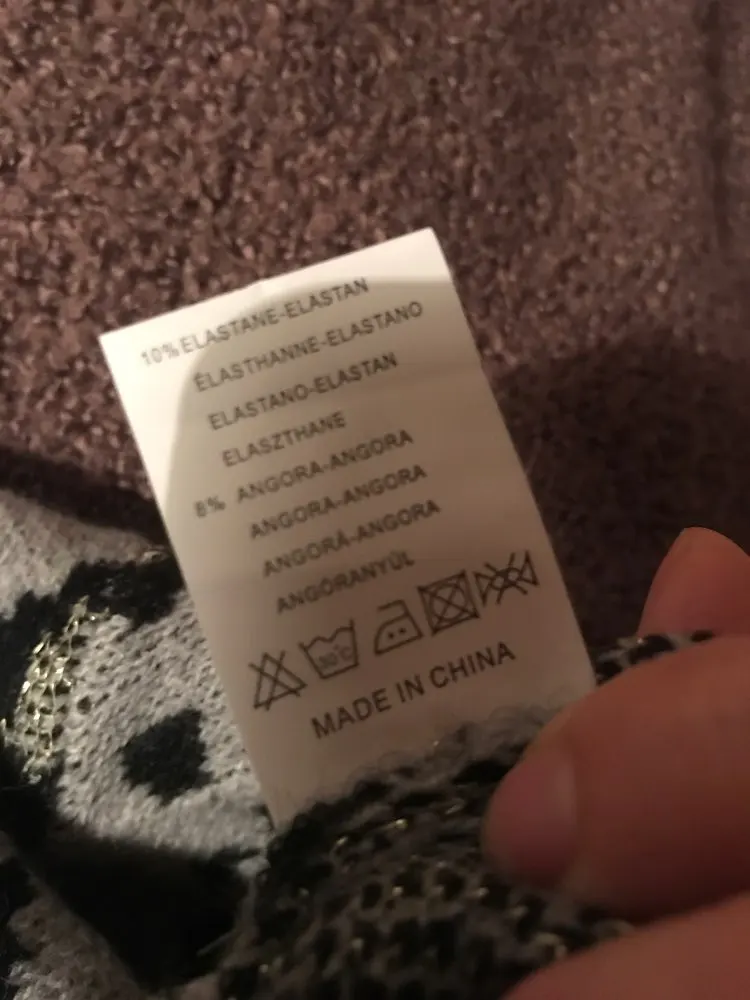 10% ELASTANE-ELASTAN
ÉLASTHANNE-ELASTANO
ELASTANO-ELASTAN
ELASZTHANE
8% ANGORA-ANGORA
ANGORA-ANGORA
ANGORÁ-ANGORA
ANGÓRANYÚL
30°C
MADE IN CHINA